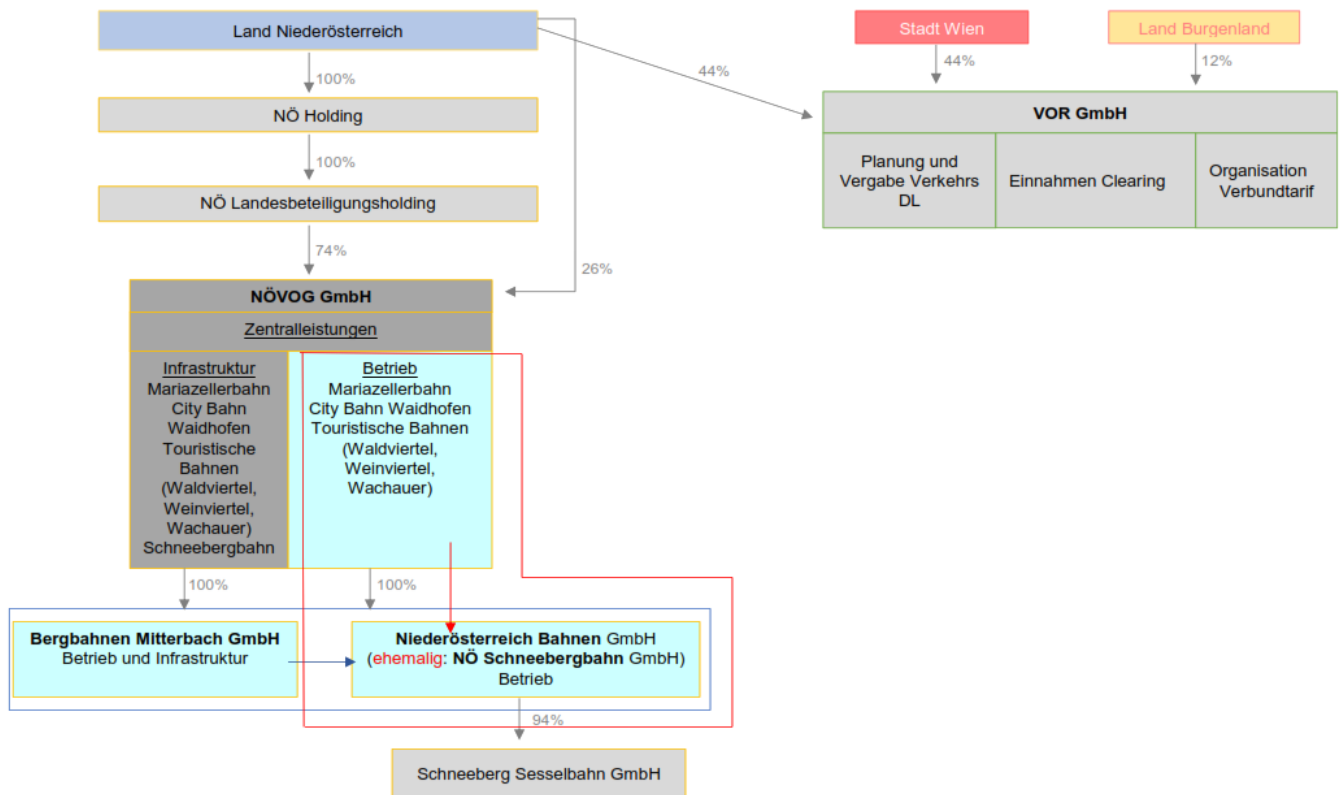 Land Niederösterreich
Stadt Wien
Land Burgenland
100%
44%
44%
12%
NÖ Holding
VOR GmbH
100%
Planung und
Vergabe Verkehrs
DL
Einnahmen Clearing
Organisation
Verbundtarif
NÖ Landesbeteiligungsholding
74%
26%
NÖVOG GmbH
Zentralleistungen
Infrastruktur
Mariazellerbahn
City Bahn
Waidhofen
Touristische
Bahnen
(Waldviertel,
Weinviertel,
Wachauer)
Schneebergbahn
Betrieb
Mariazellerbahn
City Bahn Waidhofen
Touristische Bahnen
(Waldviertel,
Weinviertel,
Wachauer)
100%
100%
Bergbahnen Mitterbach GmbH
Betrieb und Infrastruktur
Niederösterreich Bahnen GmbH
(ehemalig: NÖ Schneebergbahn GmbH)
Betrieb
94%
Schneeberg Sesselbahn GmbH